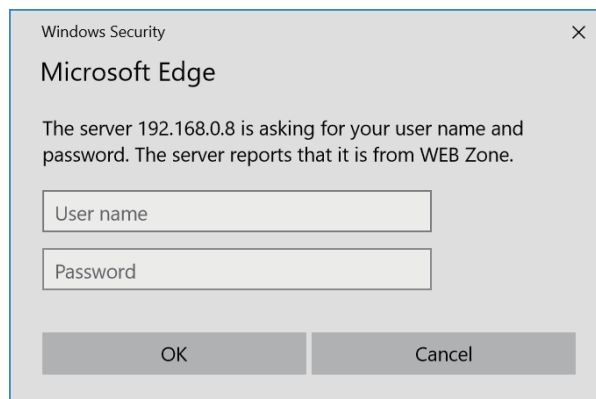 Windows Security
Microsoft Edge
The server 192.168.0.8 is asking for your user name and
password. The server reports that it is from WEB Zone.
User name
Password
OK
Cancel